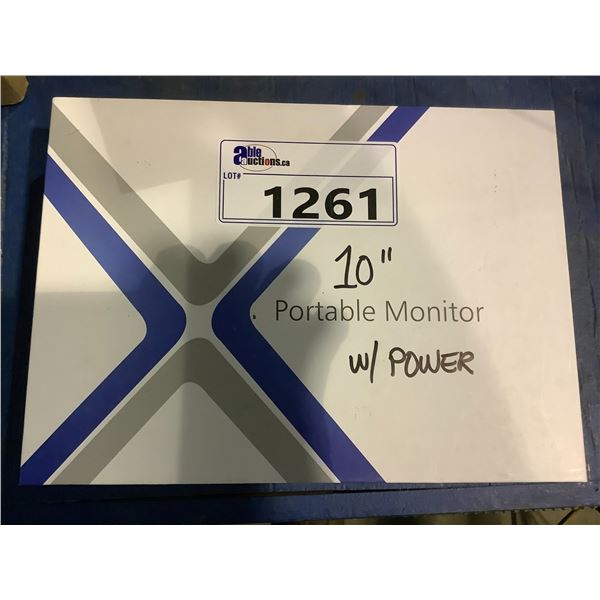 able
auctions.ca
LOT#
1261
10"
Portable Monitor
w/ POWER